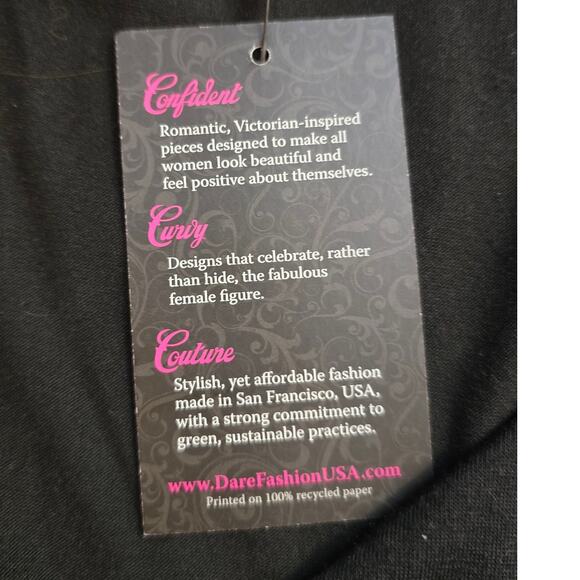 Confident
Romantic, Victorian-inspired
pieces designed to make all
women look beautiful and
feel positive about themselves.
Curvy
Designs that celebrate, rather
than hide, the fabulous
female figure.
Couture
Stylish, yet affordable fashion
made in San Francisco, USA,
with a strong commitment to
green, sustainable practices.
www.DareFashionUSA.com
Printed on 100% recycled paper